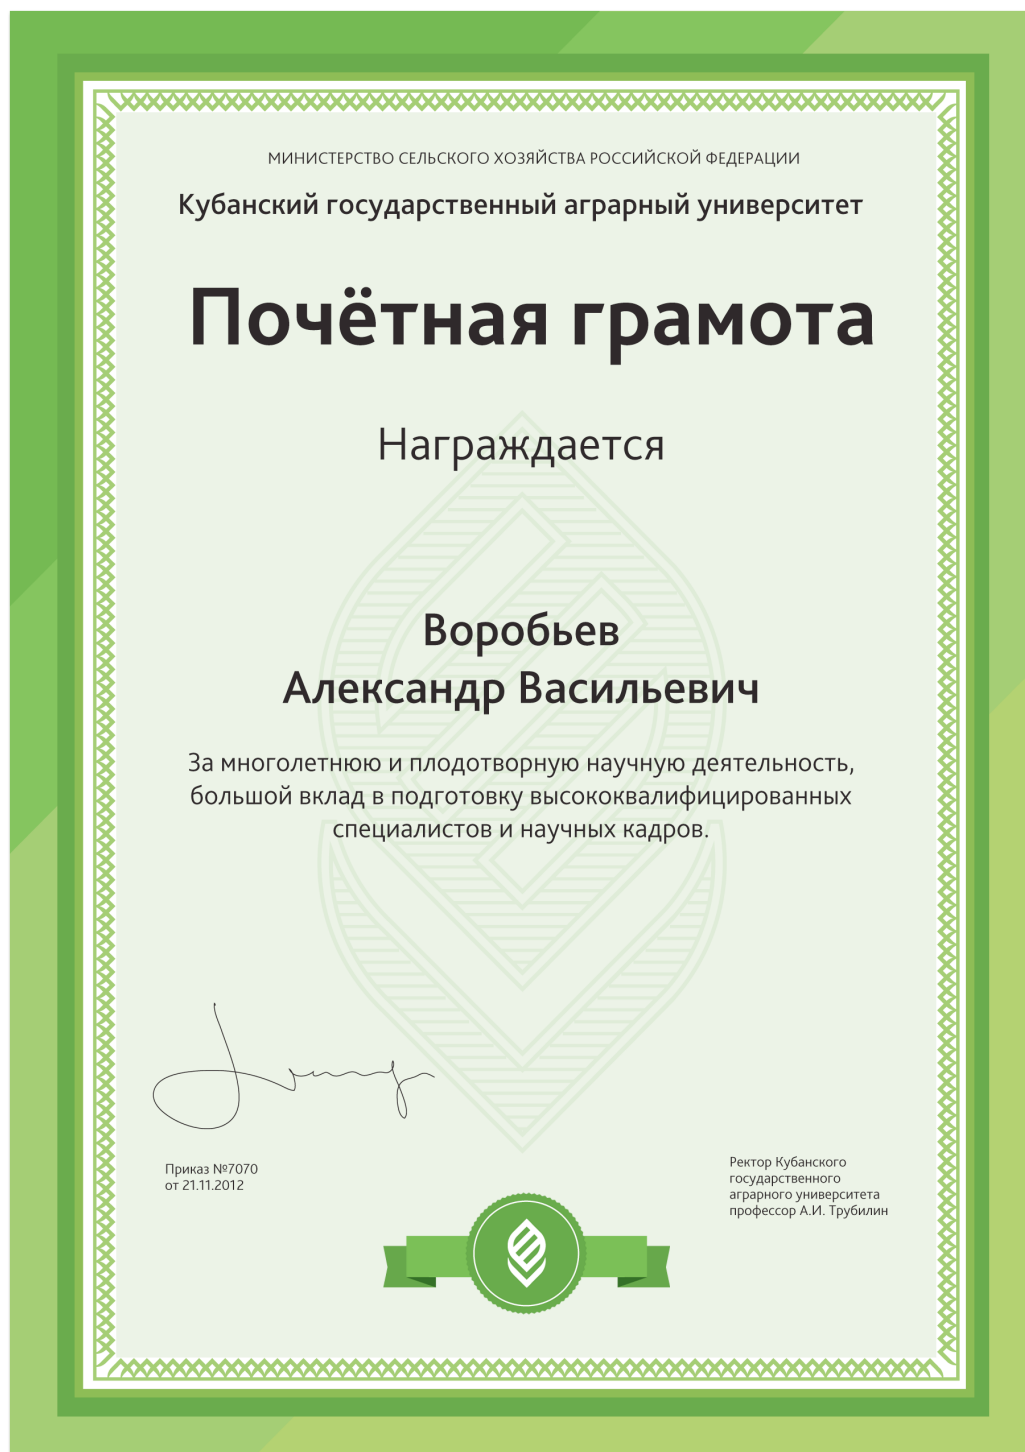 МИНИСТЕРСТВО СЕЛЬСКОГО ХОЗЯЙСТВА РОССИЙСКОЙ ФЕДЕРАЦИИ
Кубанский государственный аграрный университет
Почётная грамота
Награждается
Воробьев
Александр Васильевич
За многолетнюю и плодотворную научную деятельность,
большой вклад в подготовку высококвалифицированных
специалистов и научных кадров.
Приказ №7070
от 21.11.2012
Ректор Кубанского
государственного
аграрного университета
профессор А.И. Трубилин